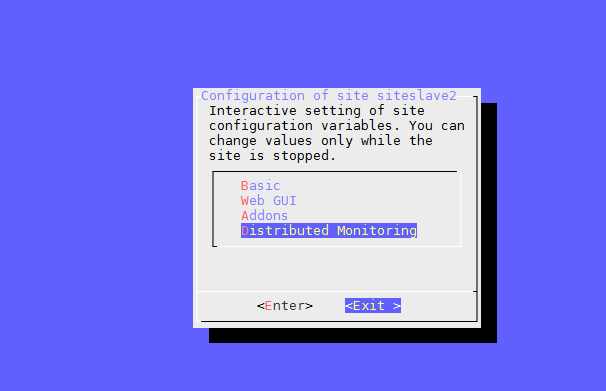 Configuration of site siteslave2
Interactive setting of site
configuration variables. You can
change values only while the
site is stopped.
Basic
Web GUI
Addons
Distributed Monitoring
<Enter> <Exit >